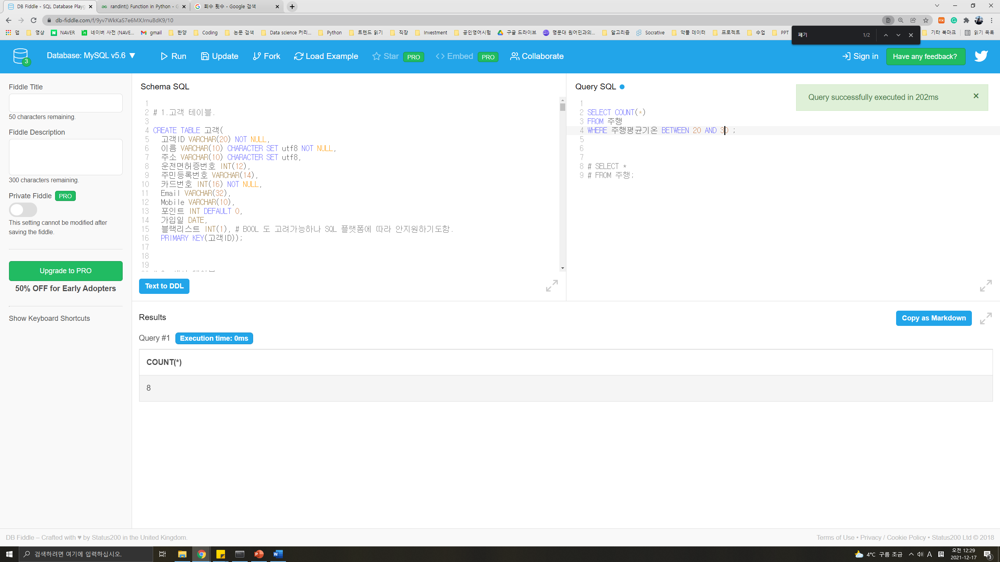 DB Fiddle - SQL Database Playg
randint() Function in Python - G
회수 횟수 - Google 검색
db-fiddle.com/f/9yv7WkKaS7e6MXJrnuBdK9/10
앱
영상
NAVER
네이버 사전 (NAVE...
gmail
한양
Coding
논문 검색
Data science 커리...
Python
트렌드 읽기
직장
Investment
공인영어시험
구글 드라이브
명문대 원어민과의...
알고리즘
Socrative
악플 데이터
프로젝트
수업
PPT
기타 북마크
읽기 목록
폐기
1/2
3
Database: MySQL v5.6 ▼
Run
Update
Fork
Load Example
Star PRO
Embed PRO
Collaborate
Sign in
Have any feedback?
Fiddle Title
50 characters remaining.
Fiddle Description
300 characters remaining.
Private Fiddle PRO
This setting cannot be modified after
saving the fiddle.
Upgrade to PRO
50% OFF for Early Adopters
Show Keyboard Shortcuts
Schema SQL
1
2 # 1.고객 테이블.
3
4 CREATE TABLE 고객(
5 고객ID VARCHAR(20) NOT NULL,
6 이름 VARCHAR(10) CHARACTER SET utf8 NOT NULL,
7 주소 VARCHAR(10) CHARACTER SET utf8,
8 운전면허증번호 INT(12),
9 주민등록번호 VARCHAR(14),
10 카드번호 INT(16) NOT NULL,
11 Email VARCHAR(32),
12 Mobile VARCHAR(10),
13 포인트 INT DEFAULT 0,
14 가입일 DATE,
15 블랙리스트 INT(1), # BOOL 도 고려가능하나 SQL 플랫폼에 따라 안지원하기도함.
16 PRIMARY KEY(고객ID));
17
18
19
Text to DDL
Query SQL
Query successfully executed in 202ms
1
2 SELECT COUNT(*)
3 FROM 주행
4 WHERE 주행평균기온 BETWEEN 20 AND 30 ;
5
6
7
8 # SELECT *
9 # FROM 주행;
Results
Copy as Markdown
Query #1 Execution time: 0ms
COUNT(*)
8
DB Fiddle – Crafted with ♥ by Status200 in the United Kingdom.
Terms of Use • Privacy / Cookie Policy • Status200 Ltd © 2018
검색하려면 여기에 입력하십시오.
4°C 구름 조금
A
오전 12:29
2021-12-17
3